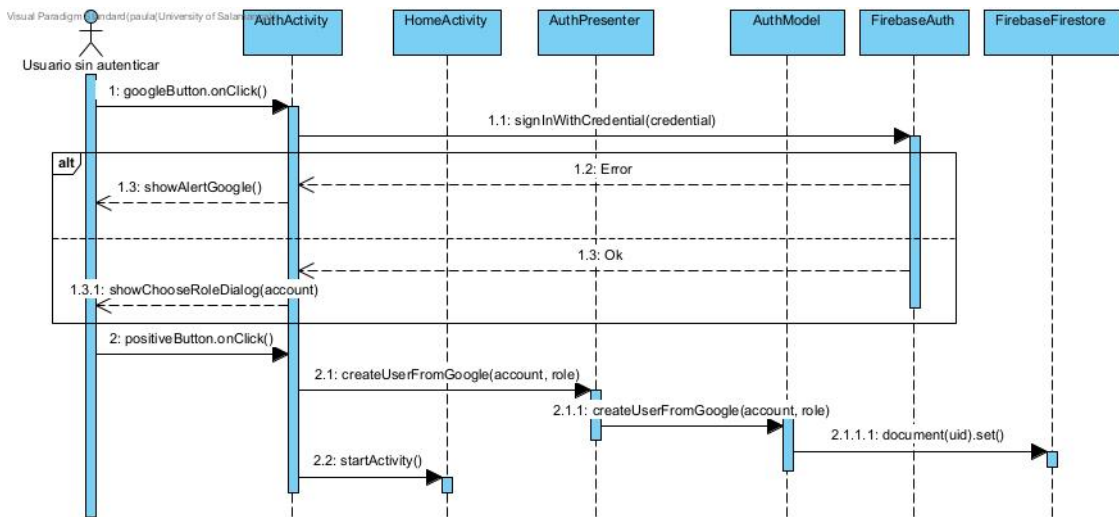 Visual Paradigm Standard(paula(University of Salaman
AuthActivity
HomeActivity
AuthPresenter
AuthModel
FirebaseAuth
FirebaseFirestore
Usuario sin autenticar
1: googleButton.onClick()
1.1: signInWithCredential(credential)
alt
1.2: Error
1.3: showAlertGoogle()
1.3: Ok
1.3.1: showChooseRoleDialog(account)
2: positiveButton.onClick()
2.1: createUserFromGoogle(account, role)
2.1.1: createUserFromGoogle(account, role)
2.1.1.1: document(uid).set()
2.2: startActivity()